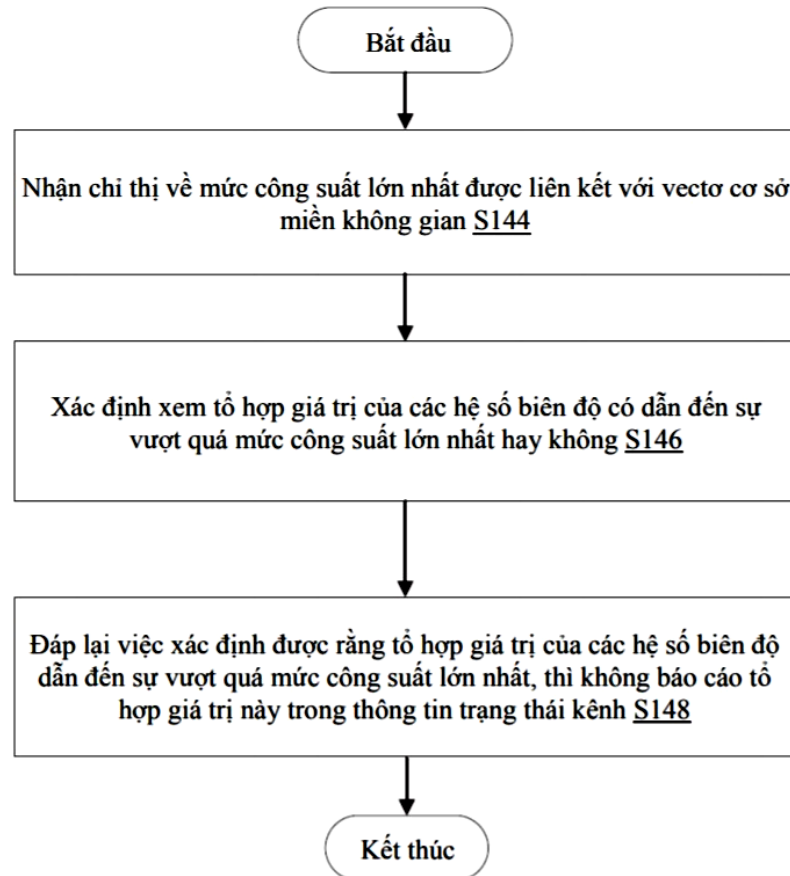 Bắt đầu
Nhận chỉ thị về mức công suất lớn nhất được liên kết với vectơ cơ sở
miền không gian S144
Xác định xem tổ hợp giá trị của các hệ số biên độ có dẫn đến sự
vượt quá mức công suất lớn nhất hay không S146
Đáp lại việc xác định được rằng tổ hợp giá trị của các hệ số biên độ
dẫn đến sự vượt quá mức công suất lớn nhất, thì không báo cáo tổ
hợp giá trị này trong thông tin trạng thái kênh S148
Kết thúc